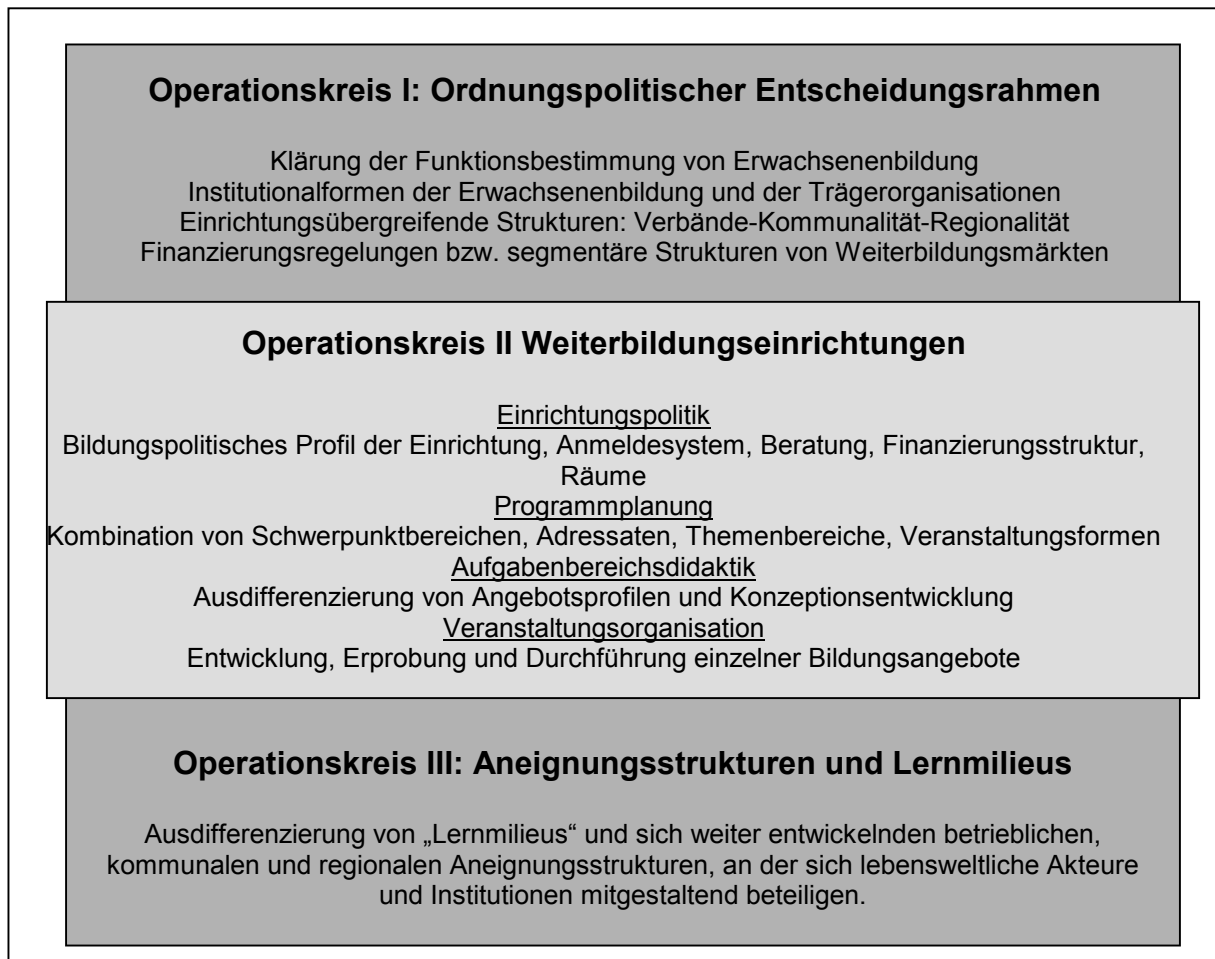 Operationskreis I: Ordnungspolitischer Entscheidungsrahmen
Klärung der Funktionsbestimmung von Erwachsenenbildung
Institutionalformen der Erwachsenenbildung und der Trägerorganisationen
Einrichtungsübergreifende Strukturen: Verbände-Kommunalität-Regionalität
Finanzierungsregelungen bzw. segmentäre Strukturen von Weiterbildungsmärkten
Operationskreis II Weiterbildungseinrichtungen
Einrichtungspolitik
Bildungspolitisches Profil der Einrichtung, Anmeldesystem, Beratung, Finanzierungsstruktur,
Räume
Programmplanung
Kombination von Schwerpunktbereichen, Adressaten, Themenbereiche, Veranstaltungsformen
Aufgabenbereichsdidaktik
Ausdifferenzierung von Angebotsprofilen und Konzeptionsentwicklung
Veranstaltungsorganisation
Entwicklung, Erprobung und Durchführung einzelner Bildungsangebote
Operationskreis III: Aneignungsstrukturen und Lernmilieus
Ausdifferenzierung von „Lernmilieus“ und sich weiter entwickelnden betrieblichen,
kommunalen und regionalen Aneignungsstrukturen, an der sich lebensweltliche Akteure
und Institutionen mitgestaltend beteiligen.